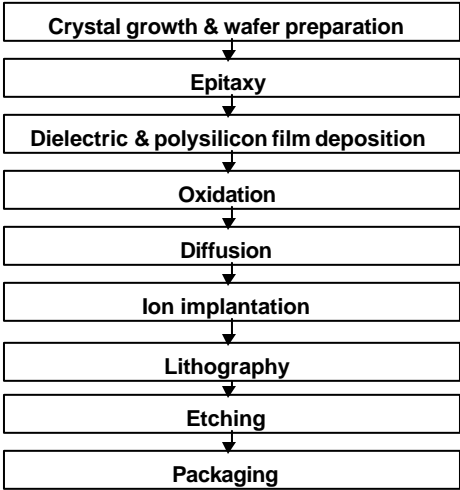 Crystal growth & wafer preparation
Epitaxy
Dielectric & polysilicon film deposition
Oxidation
Diffusion
Ion implantation
Lithography
Etching
Packaging